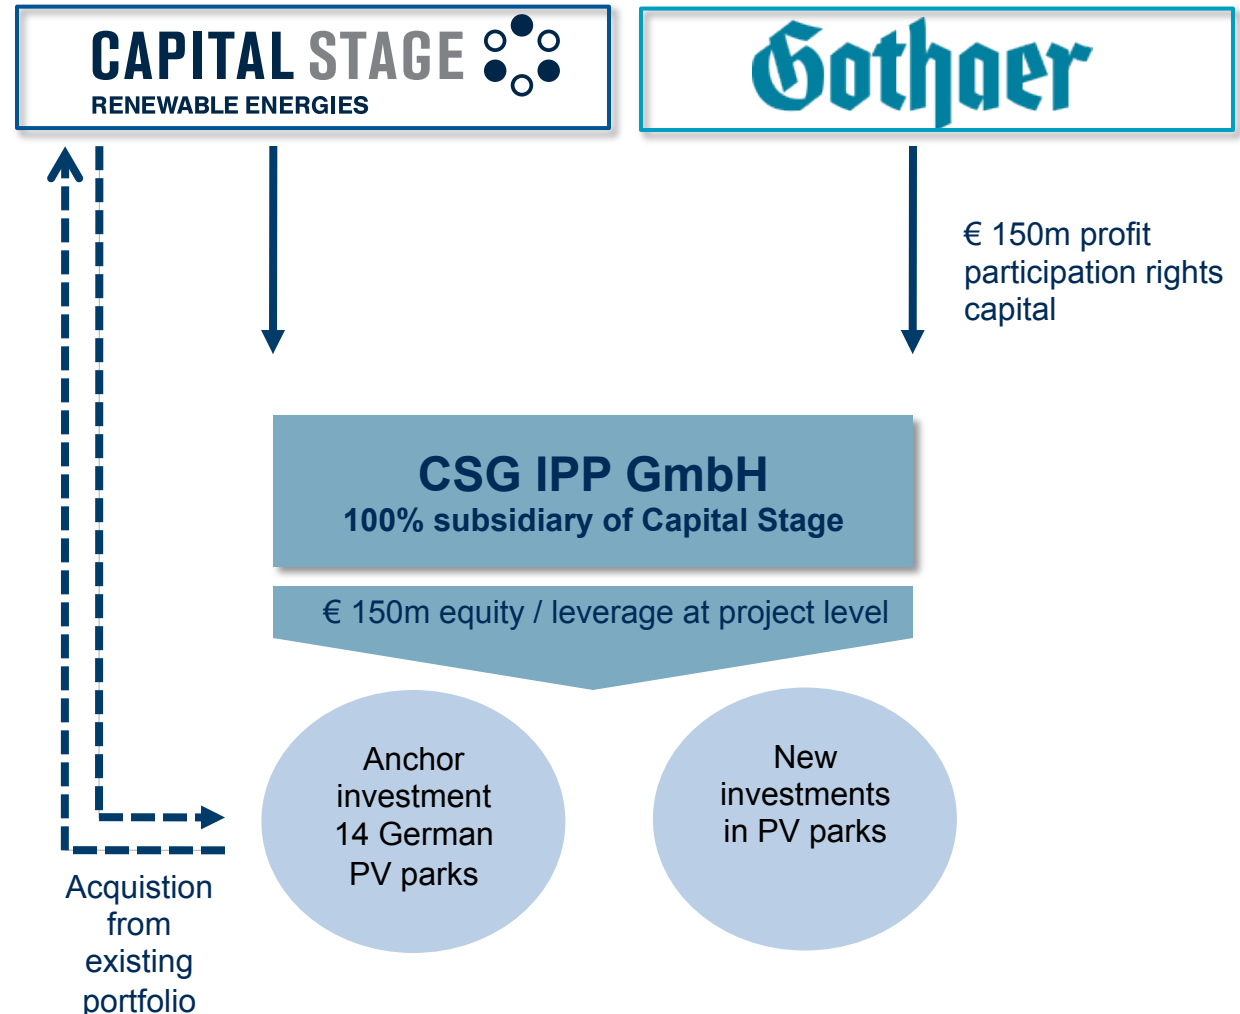 CAPITAL STAGE
RENEWABLE ENERGIES
Gothaer
€ 150m profit
participation rights
capital
CSG IPP GmbH
100% subsidiary of Capital Stage
€ 150m equity / leverage at project level
Anchor
investment
14 German
PV parks
New
investments
in PV parks
Acquistion
from
existing
portfolio